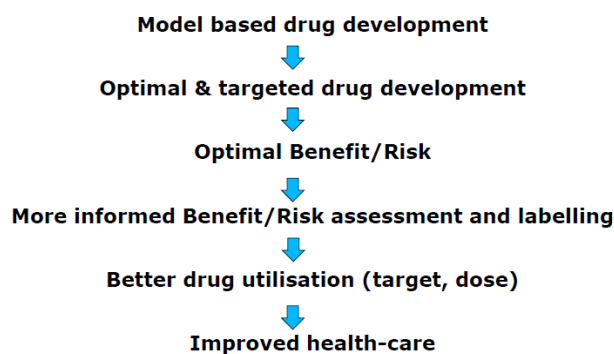 Model based drug development
Optimal & targeted drug development
Optimal Benefit/Risk
More informed Benefit/Risk assessment and labelling
Better drug utilisation (target, dose)
Improved health-care